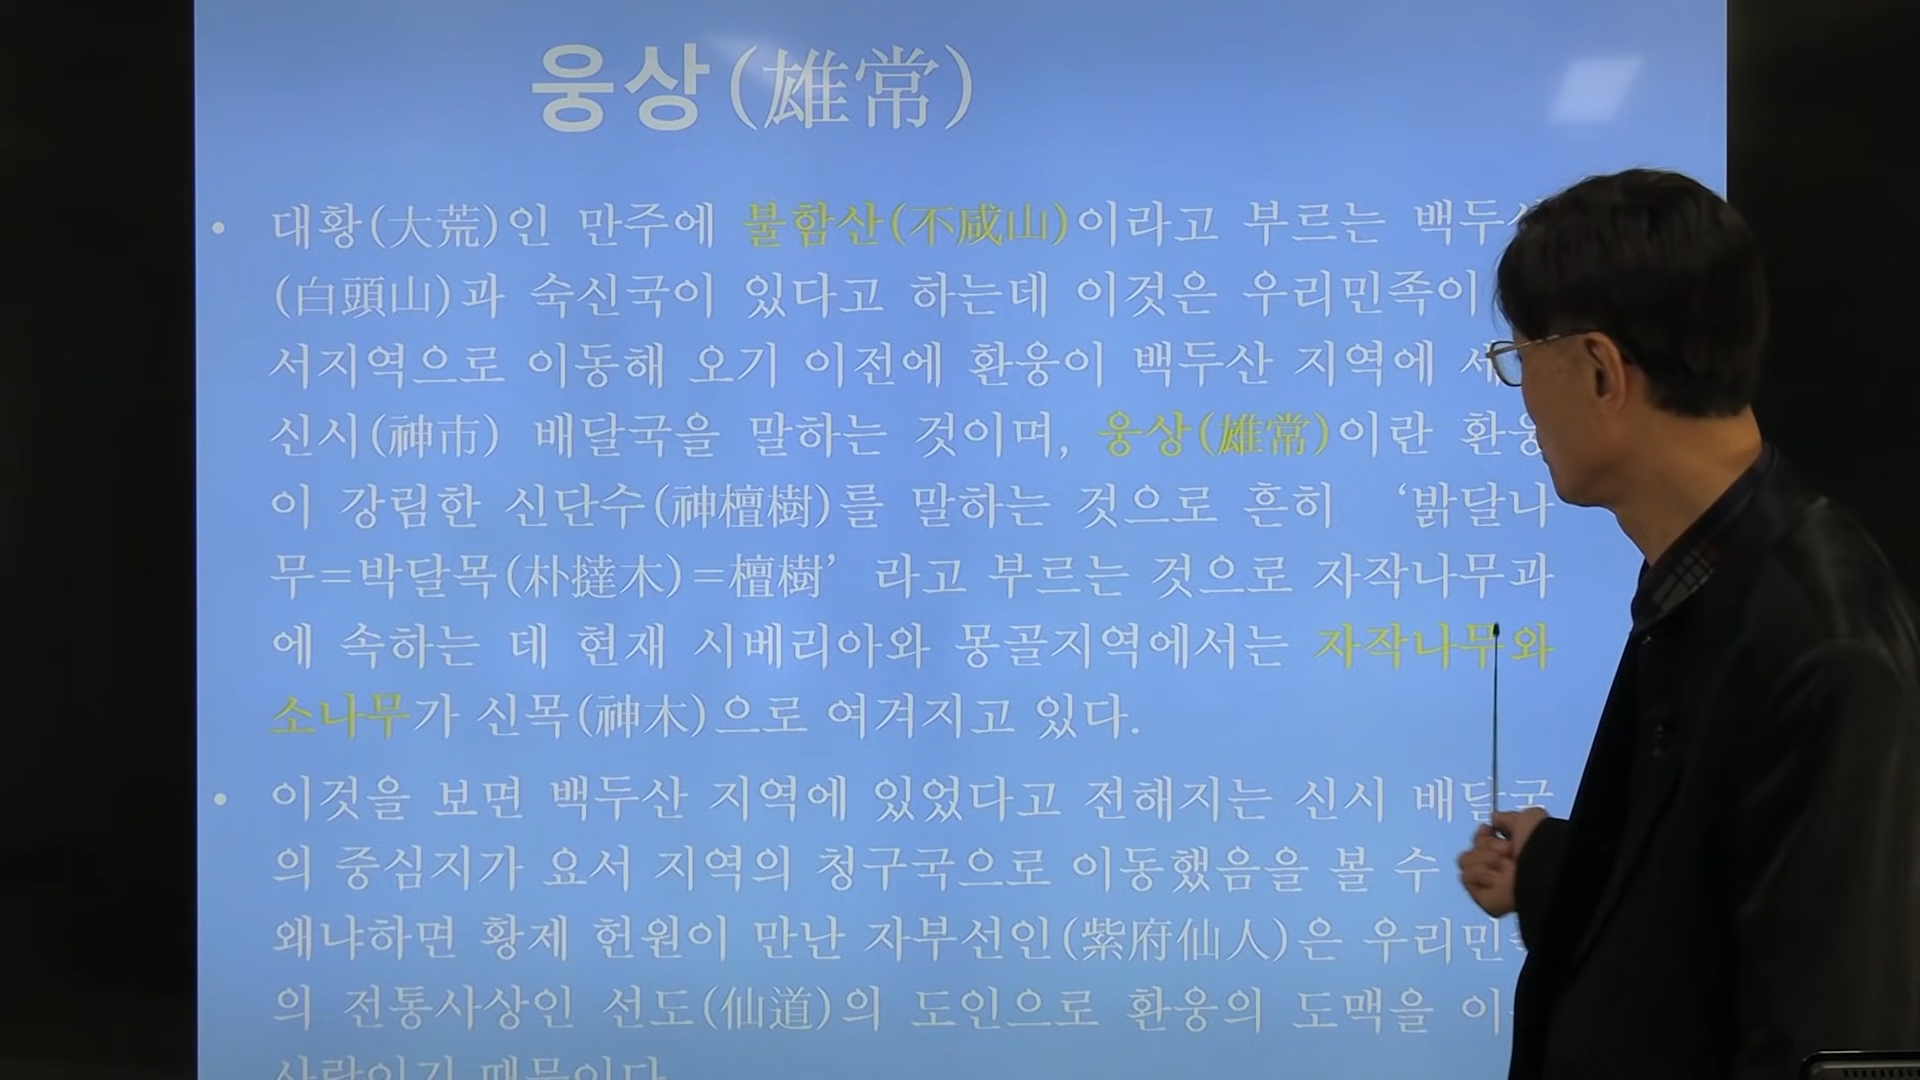 웅상(雄常)
• 대황(大荒)인 만주에 불함산(不咸山)이라고 부르는
(白頭山)과 숙신국이 있다고 하는데 이것은 우리민족이
서지역으로 이동해 오기 이전에 환웅이 백두산 지역에
신시(神市) 배달국을 말하는 것이며, 웅상(雄常)이란 환웅
이 강림한 신단수(神檀樹)를 말하는 것으로 흔히 ‘밝달나
무=박달목(朴撻木)=檀樹’ 라고 부르는 것으로 자작나무과
에 속하는 데 현재 시베리아와 몽골지역에서는 자작나무와
소나무가 신목(神木)으로 여겨지고 있다.
• 이것을 보면 백두산 지역에 있었다고 전해지는 신시 배달국
의 중심지가 요서 지역의 청구국으로 이동했음을 볼 수
왜냐하면 황제 헌원이 만난 자부선인(紫府仙人)은 우리민족
의 전통사상인 선도(仙道)의 도인으로 환웅의 도맥을